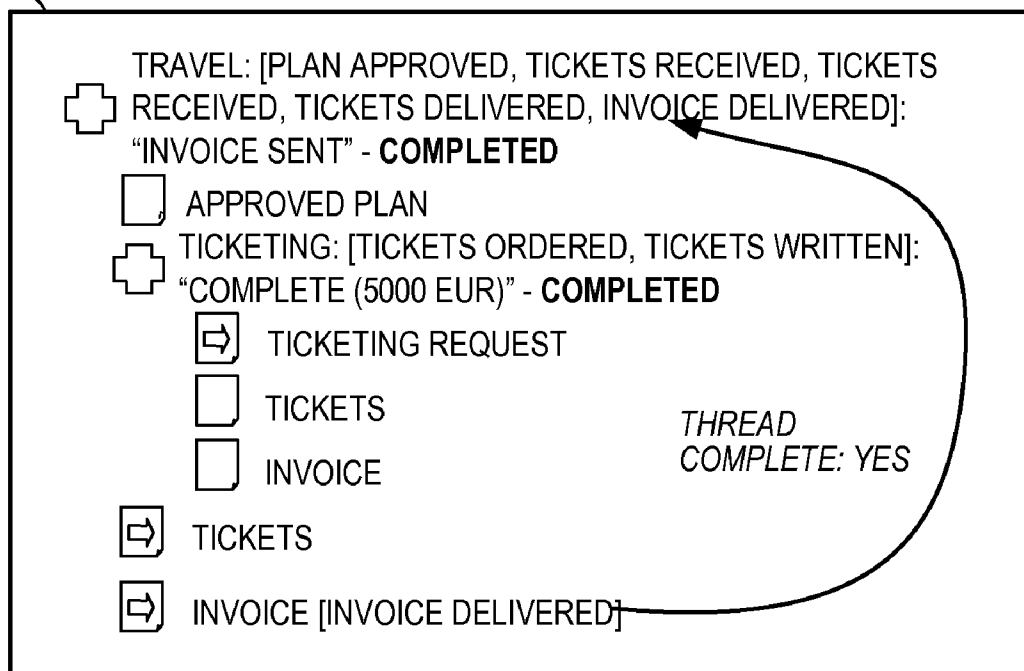 TRAVEL: [PLAN APPROVED, TICKETS RECEIVED, TICKETS
RECEIVED, TICKETS DELIVERED, INVOICE DELIVERED]:
“INVOICE SENT” - COMPLETED
APPROVED PLAN
TICKETING: [TICKETS ORDERED, TICKETS WRITTEN]:
“COMPLETE (5000 EUR)” - COMPLETED
TICKETING REQUEST
TICKETS
INVOICE
THREAD
COMPLETE: YES
TICKETS
INVOICE [INVOICE DELIVERED]